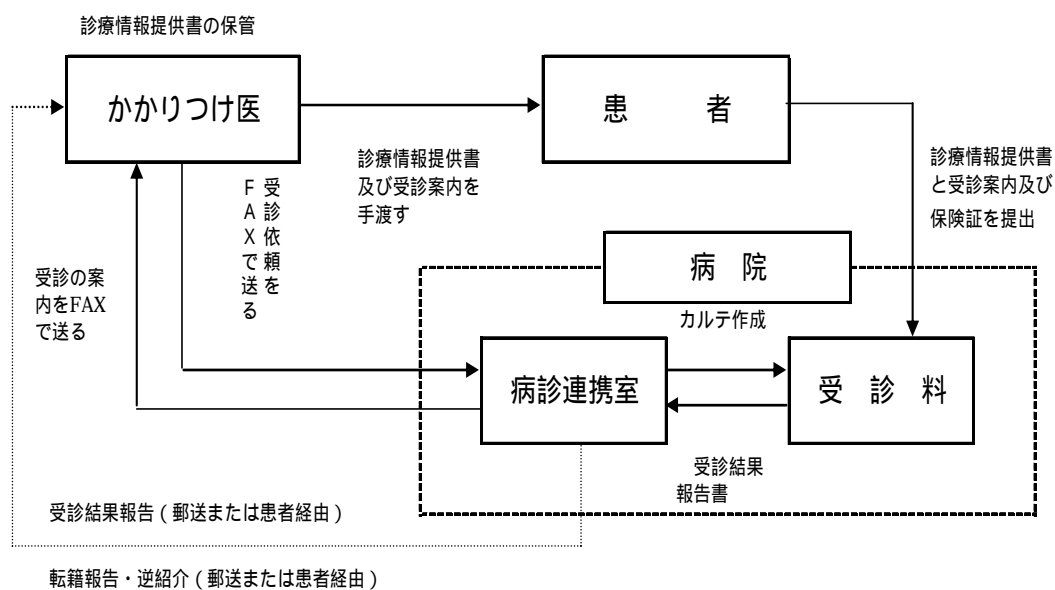 診療情報提供書の保管
かかりつけ医
患 者
診療情報提供書
及び受診案内を
手渡す
診療情報提供書
と受診案内及び
保険証を提出
受診依頼を
FAXで送る
受診の案
内をFAX
で送る
病 院
カルテ作成
病診連携室
受 診 料
受診結果
報告書
受診結果報告(郵送または患者経由)
転籍報告・逆紹介(郵送または患者経由)